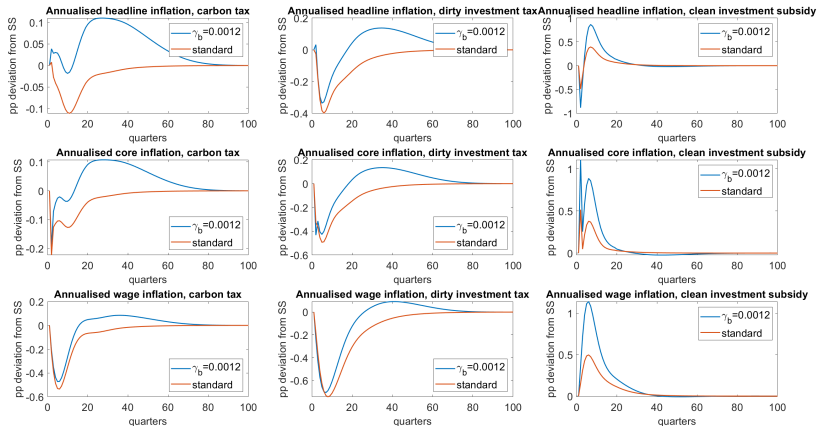 Annualised headline inflation, carbon tax
pp deviation from SS
0.1
0.05
0
-0.05
-0.1
0 20 40 60 80 100
quarters
γb=0.0012
standard
Annualised headline inflation, dirty investment tax
pp deviation from SS
0.2
0
-0.2
-0.4
0 20 40 60 80 100
quarters
γb=0.0012
standard
Annualised headline inflation, clean investment subsidy
pp deviation from SS
1
0.5
0
-0.5
-1
0 20 40 60 80 100
quarters
γb=0.0012
standard
Annualised core inflation, carbon tax
pp deviation from SS
0.1
0
-0.1
-0.2
0 20 40 60 80 100
quarters
γb=0.0012
standard
Annualised core inflation, dirty investment tax
pp deviation from SS
0.2
0
-0.2
-0.4
-0.6
0 20 40 60 80 100
quarters
γb=0.0012
standard
Annualised core inflation, clean investment subsidy
pp deviation from SS
1
0.5
0
0 20 40 60 80 100
quarters
γb=0.0012
standard
Annualised wage inflation, carbon tax
pp deviation from SS
0.2
0
-0.2
-0.4
-0.6
0 20 40 60 80 100
quarters
γb=0.0012
standard
Annualised wage inflation, dirty investment tax
pp deviation from SS
0
-0.2
-0.4
-0.6
0 20 40 60 80 100
quarters
γb=0.0012
standard
Annualised wage inflation, clean investment subsidy
pp deviation from SS
1
0.5
0
0 20 40 60 80 100
quarters
γb=0.0012
standard